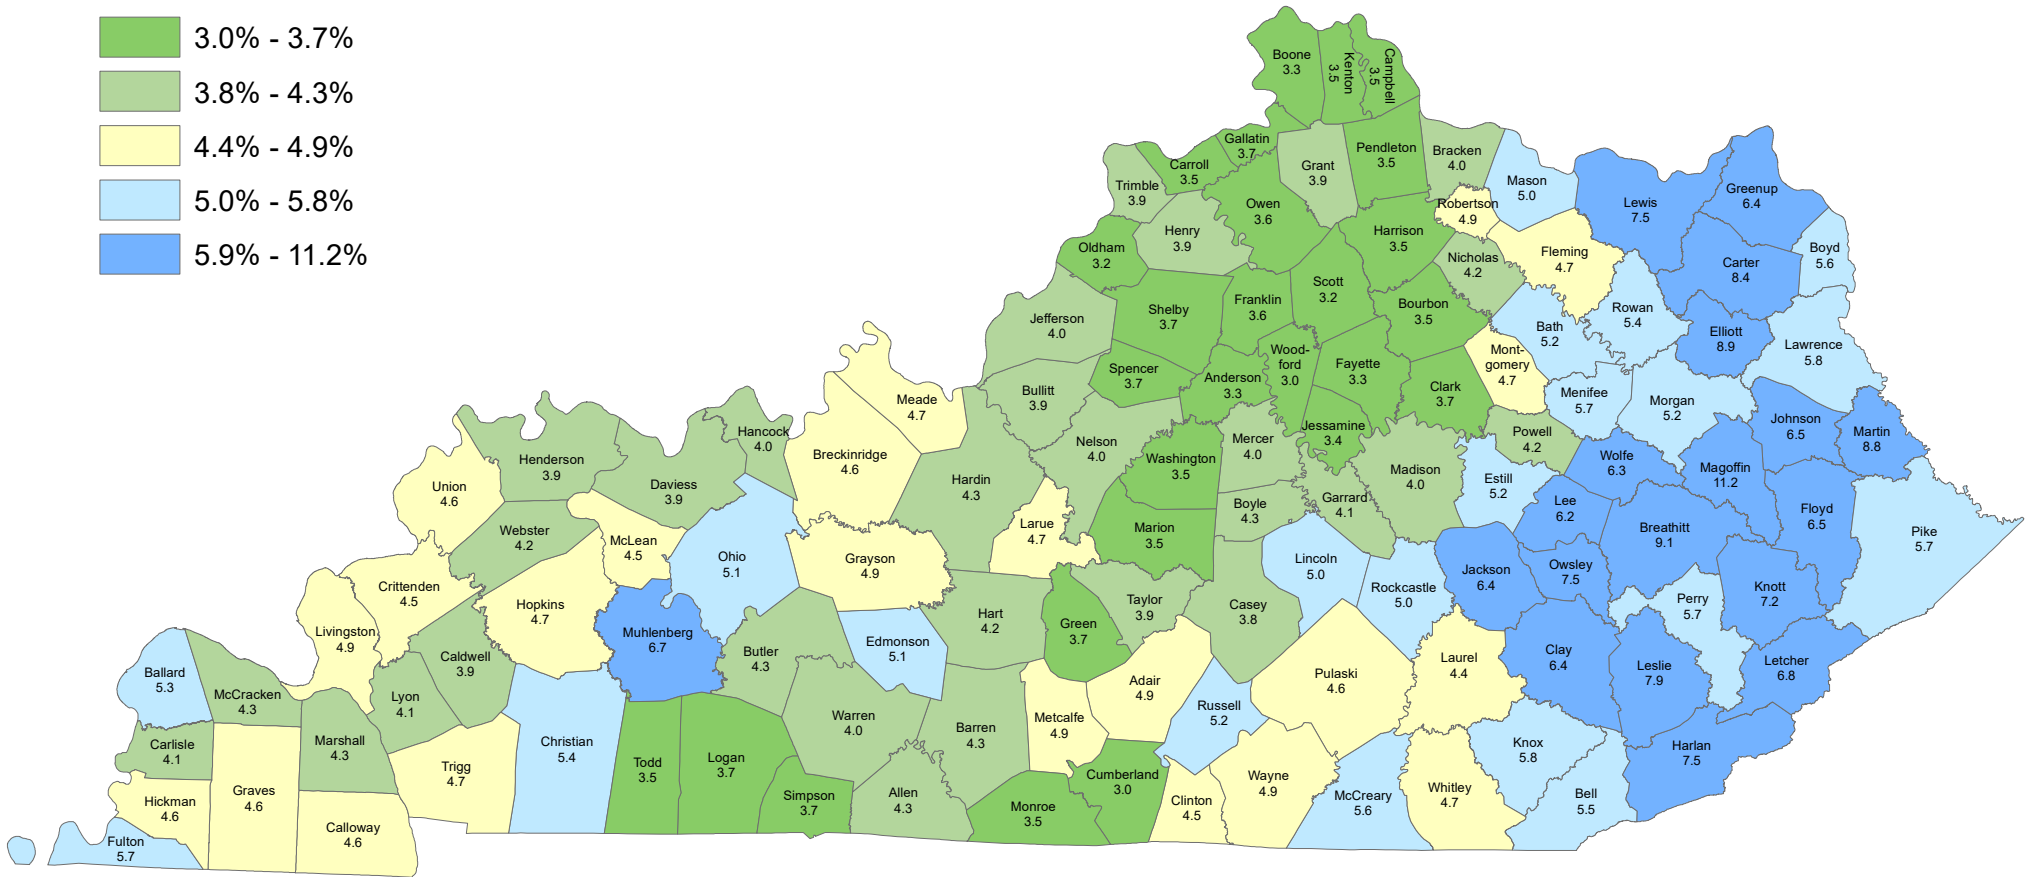 3.0% - 3.7%
3.8% - 4.3%
4.4% - 4.9%
5.0% - 5.8%
5.9% - 11.2%
Boone
3.3
Kenton
3.5
Campbell
3.5
Gallatin
3.7
Carroll
3.5
Grant
3.9
Pendleton
3.5
Bracken
4.0
Mason
5.0
Trimble
3.9
Owen
3.6
Robertson
4.9
Lewis
7.5
Greenup
6.4
Henry
3.9
Harrison
3.5
Oldham
3.2
Nicholas
4.2
Fleming
4.7
Carter
8.4
Boyd
5.6
Scott
3.2
Shelby
3.7
Franklin
3.6
Bourbon
3.5
Rowan
5.4
Jefferson
4.0
Bath
5.2
Elliott
8.9
Lawrence
5.8
Wood-
ford
3.0
Mont-
gomery
4.7
Fayette
3.3
Spencer
3.7
Anderson
3.3
Clark
3.7
Menifee
5.7
Morgan
5.2
Bullitt
3.9
Meade
4.7
Johnson
6.5
Martin
8.8
Jessamine
3.4
Powell
4.2
Hancock
4.0
Nelson
4.0
Mercer
4.0
Washington
3.5
Breckinridge
4.6
Henderson
3.9
Wolfe
6.3
Magoffin
11.2
Madison
4.0
Estill
5.2
Union
4.6
Daviess
3.9
Hardin
4.3
Boyle
4.3
Garrard
4.1
Lee
6.2
Floyd
6.5
Larue
4.7
Marion
3.5
Breathitt
9.1
Pike
5.7
Webster
4.2
McLean
4.5
Ohio
5.1
Grayson
4.9
Lincoln
5.0
Jackson
6.4
Owsley
7.5
Crittenden
4.5
Rockcastle
5.0
Knott
7.2
Perry
5.7
Hopkins
4.7
Hart
4.2
Taylor
3.9
Casey
3.8
Green
3.7
Livingston
4.9
Muhlenberg
6.7
Edmonson
5.1
Butler
4.3
Caldwell
3.9
Clay
6.4
Laurel
4.4
Leslie
7.9
Letcher
6.8
Ballard
5.3
Pulaski
4.6
Adair
4.9
McCracken
4.3
Lyon
4.1
Russell
5.2
Warren
4.0
Metcalfe
4.9
Barren
4.3
Carlisle
4.1
Marshall
4.3
Christian
5.4
Knox
5.8
Harlan
7.5
Trigg
4.7
Todd
3.5
Logan
3.7
Cumberland
3.0
Wayne
4.9
Graves
4.6
Hickman
4.6
Simpson
3.7
Allen
4.3
Monroe
3.5
Clinton
4.5
McCreary
5.6
Whitley
4.7
Bell
5.5
Calloway
4.6
Fulton
5.7